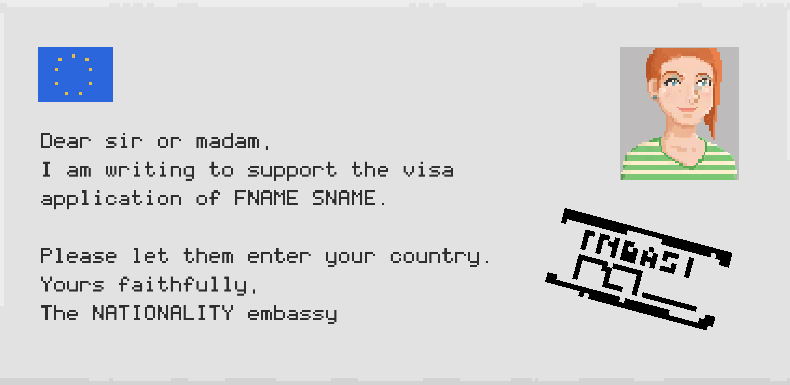 Dear sir or madam,
I am writing to support the visa
application of FNAME SNAME.
Please let them enter your country.
Yours faithfully,
The NATIONALITY embassy